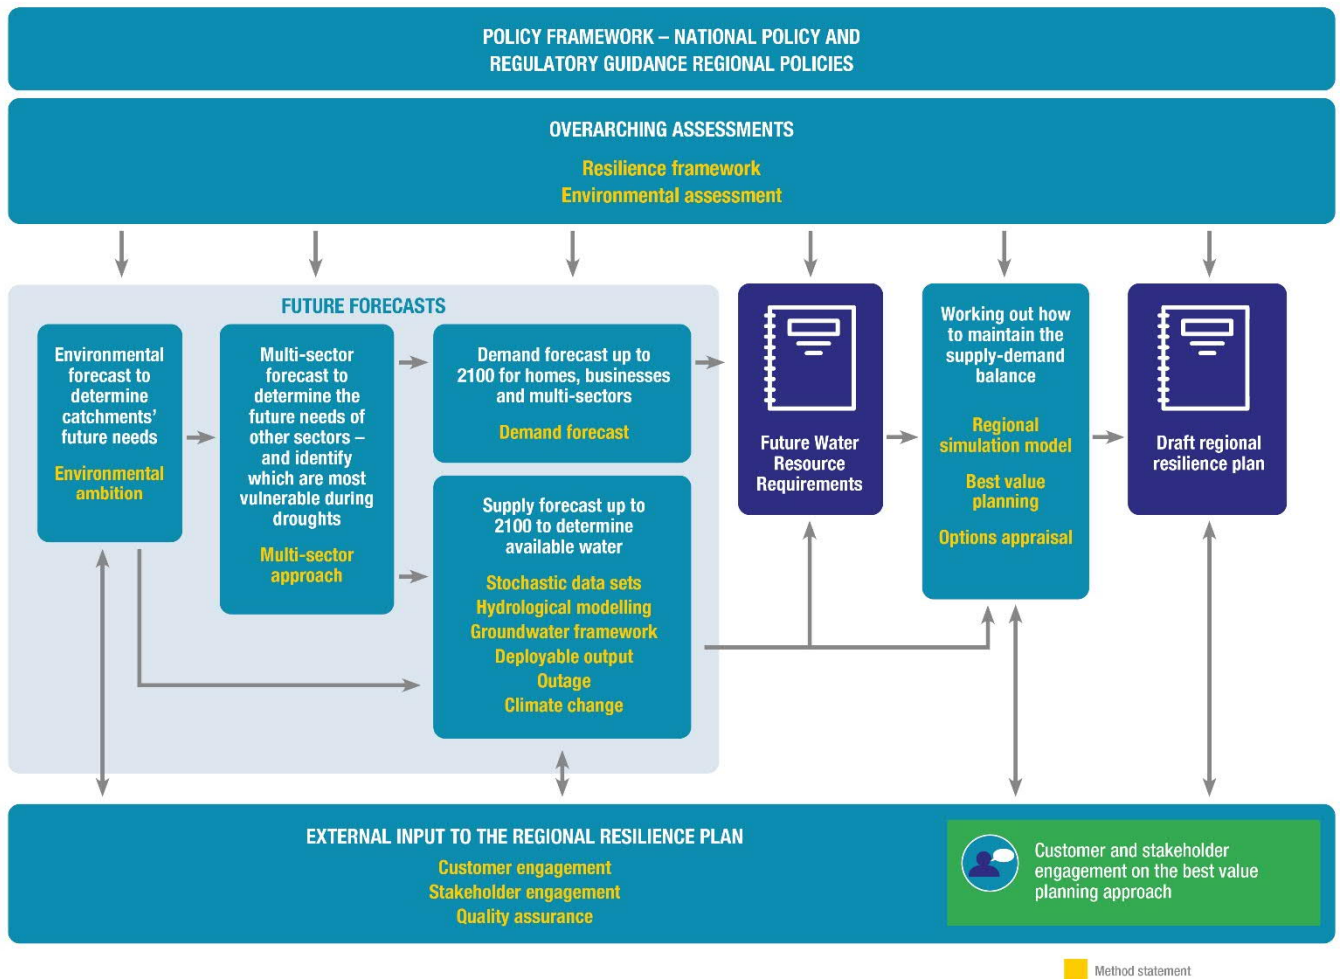 POLICY FRAMEWORK – NATIONAL POLICY AND
REGULATORY GUIDANCE REGIONAL POLICIES
OVERARCHING ASSESSMENTS
Resilience framework
Environmental assessment
FUTURE FORECASTS
Environmental
forecast to
determine
catchments’
future needs
Environmental
ambition
Multi-sector
forecast to
determine the
future needs of
other sectors –
and identify
which are most
vulnerable during
droughts
Multi-sector
approach
Demand forecast up to
2100 for homes, businesses
and multi-sectors
Demand forecast
Supply forecast up to
2100 to determine
available water
Stochastic data sets
Hydrological modelling
Groundwater framework
Deployable output
Outage
Climate change
Future Water
Resource
Requirements
Working out how
to maintain the
supply-demand
balance
Regional
simulation model
Best value
planning
Options appraisal
Draft regional
resilience plan
EXTERNAL INPUT TO THE REGIONAL RESILIENCE PLAN
Customer engagement
Stakeholder engagement
Quality assurance
Customer and stakeholder
engagement on the best value
planning approach
Method statement